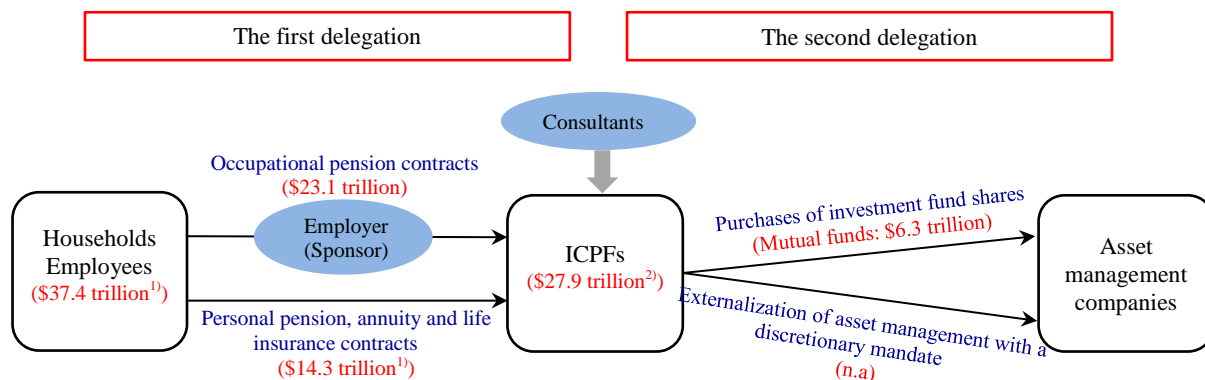 The first delegation
The second delegation
Consultants
Occupational pension contracts
($23.1 trillion)
Employer
(Sponsor)
Households
Employees
($37.4 trillion1))
Personal pension, annuity and life
insurance contracts
($14.3 trillion1))
ICPFs
($27.9 trillion2))
Purchases of investment fund shares
(Mutual funds: $6.3 trillion)
Externalization of asset management with a
discretionary mandate
(n.a)
Asset
management
companies